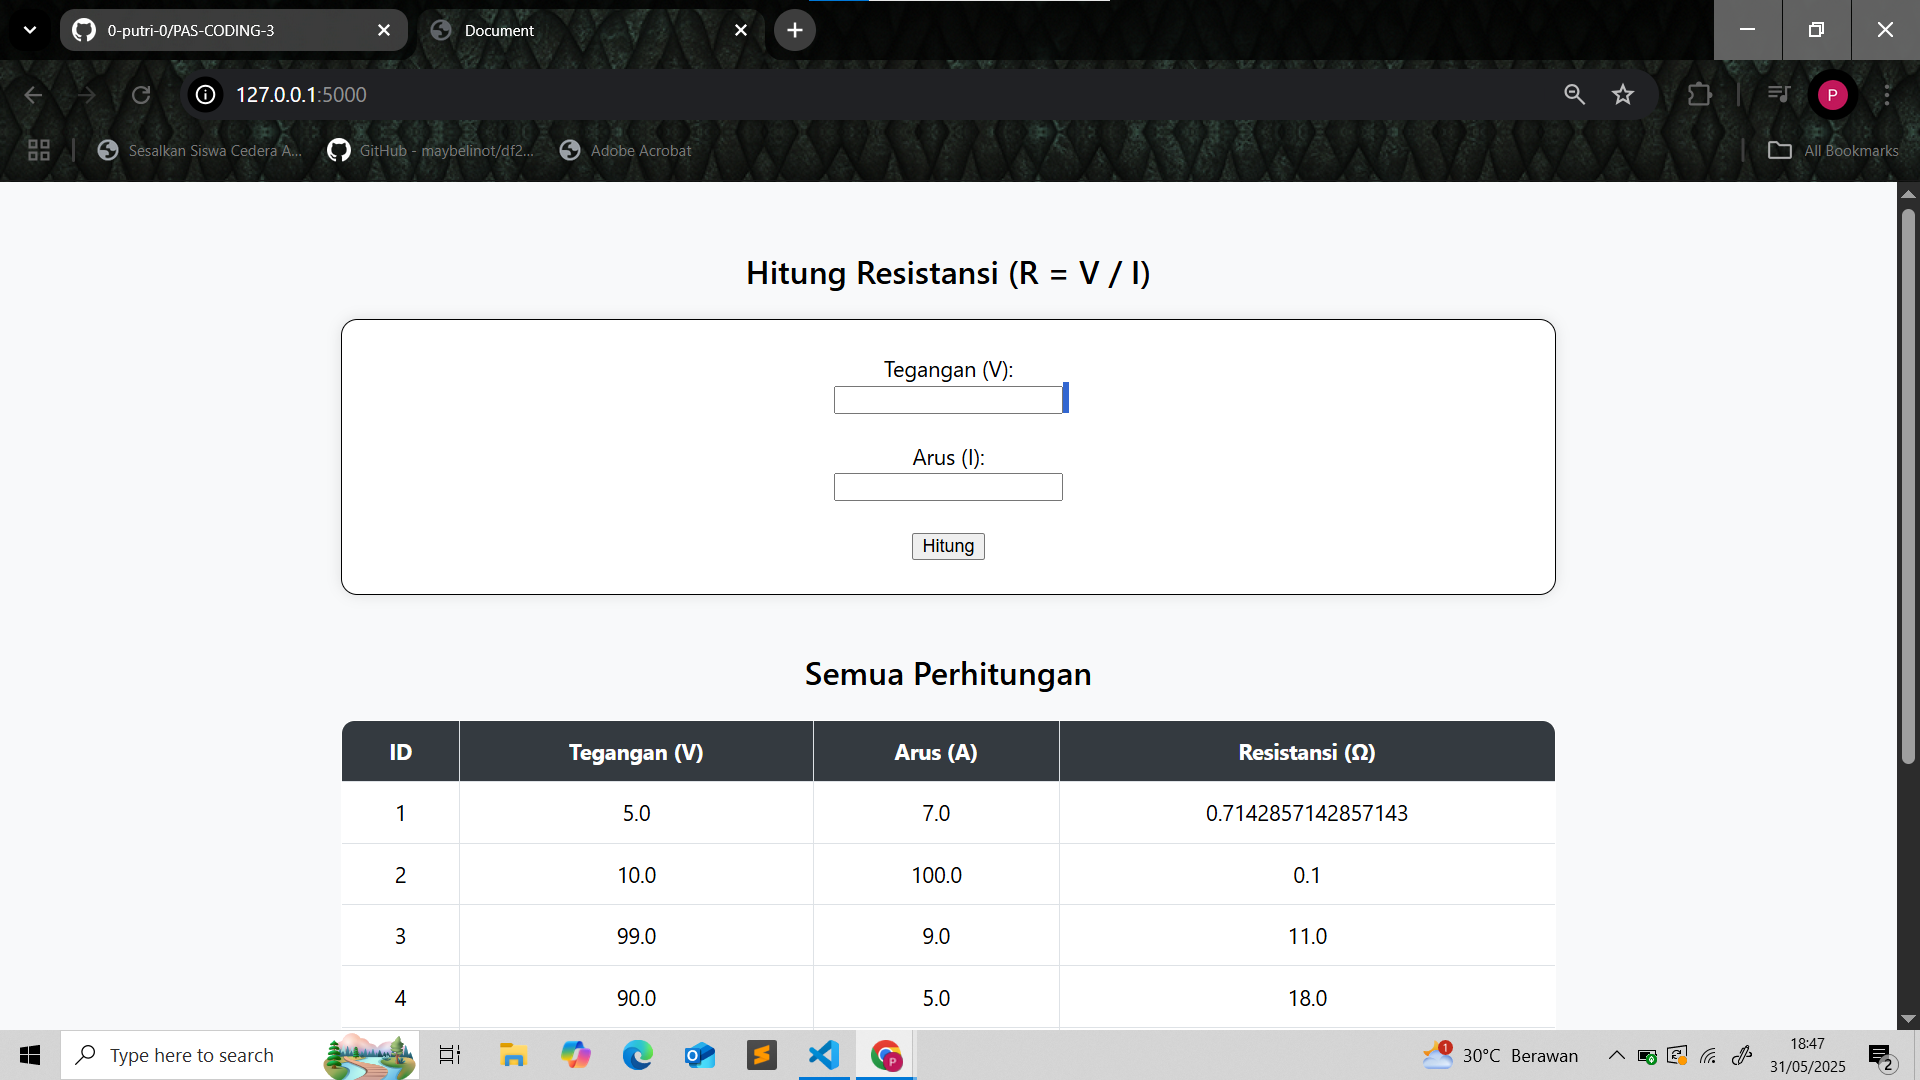 0-putri-0/PAS-CODING-3
Document
127.0.0.1:5000
P
Sesalkan Siswa Cedera A...
GitHub - maybelinot/df2...
Adobe Acrobat
All Bookmarks
Hitung Resistansi (R = V / I)
Tegangan (V):
Arus (I):
Hitung
Semua Perhitungan
ID Tegangan (V) Arus (A) Resistansi (Ω)
1 5.0 7.0 0.7142857142857143
2 10.0 100.0 0.1
3 99.0 9.0 11.0
4 90.0 5.0 18.0
Type here to search
1
30°C Berawan
18:47
31/05/2025
2